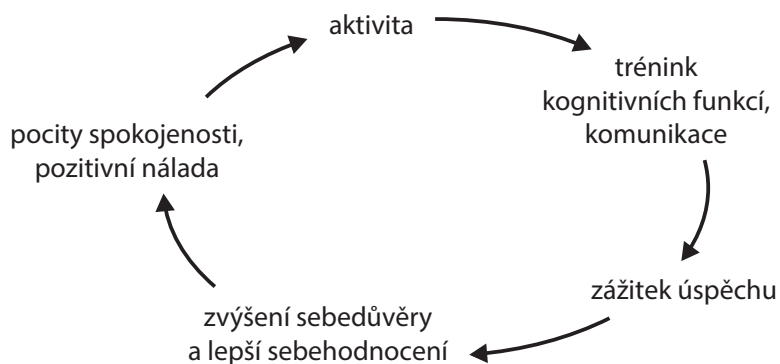 aktivita
trénink
kognitivních funkcí,
komunikace
zážitek úspěchu
zvýšení sebedůvěry
a lepší sebehodnocení
pocity spokojenosti,
pozitivní nálada